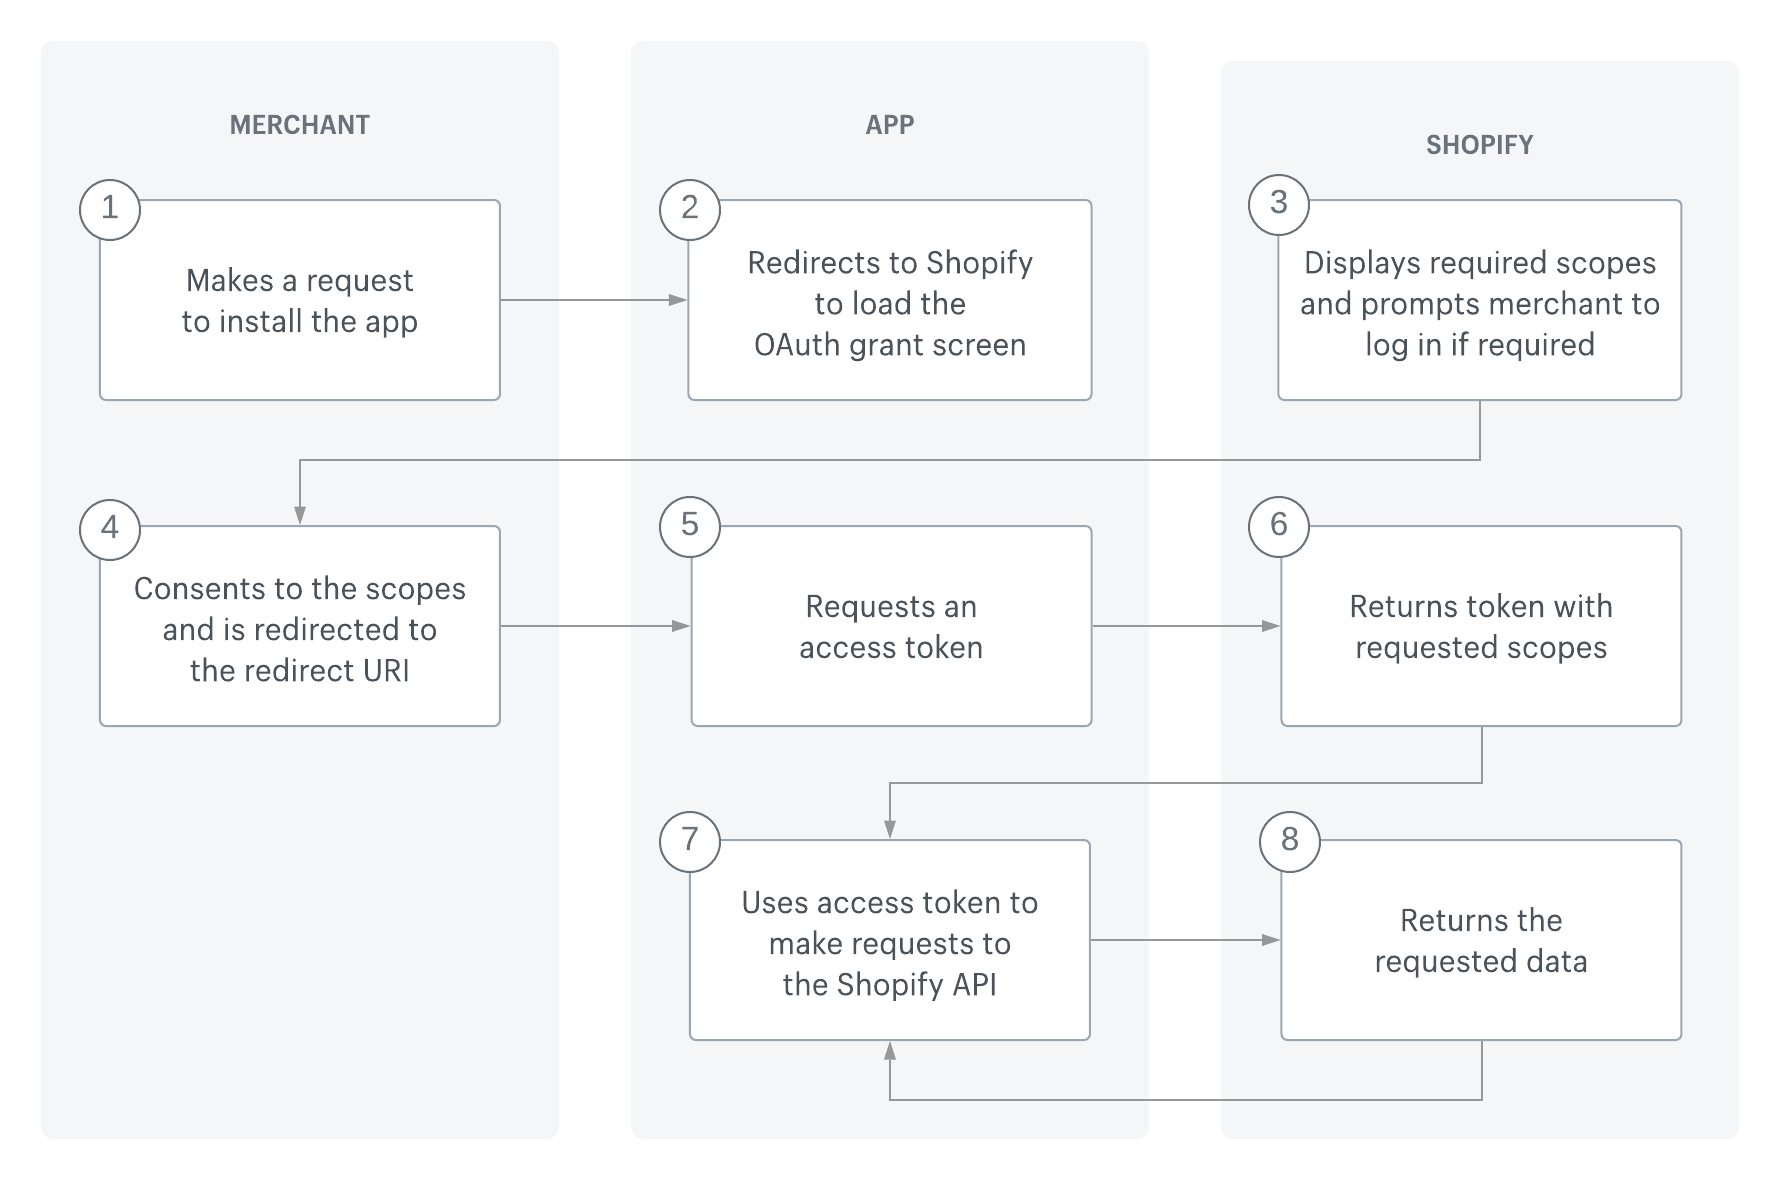 MERCHANT
APP
SHOPIFY
1
Makes a request
to install the app
2
Redirects to Shopify
to load the
OAuth grant screen
3
Displays required scopes
and prompts merchant to
log in if required
4
Consents to the scopes
and is redirected to
the redirect URI
5
Requests an
access token
6
Returns token with
requested scopes
7
Uses access token to
make requests to
the Shopify API
8
Returns the
requested data